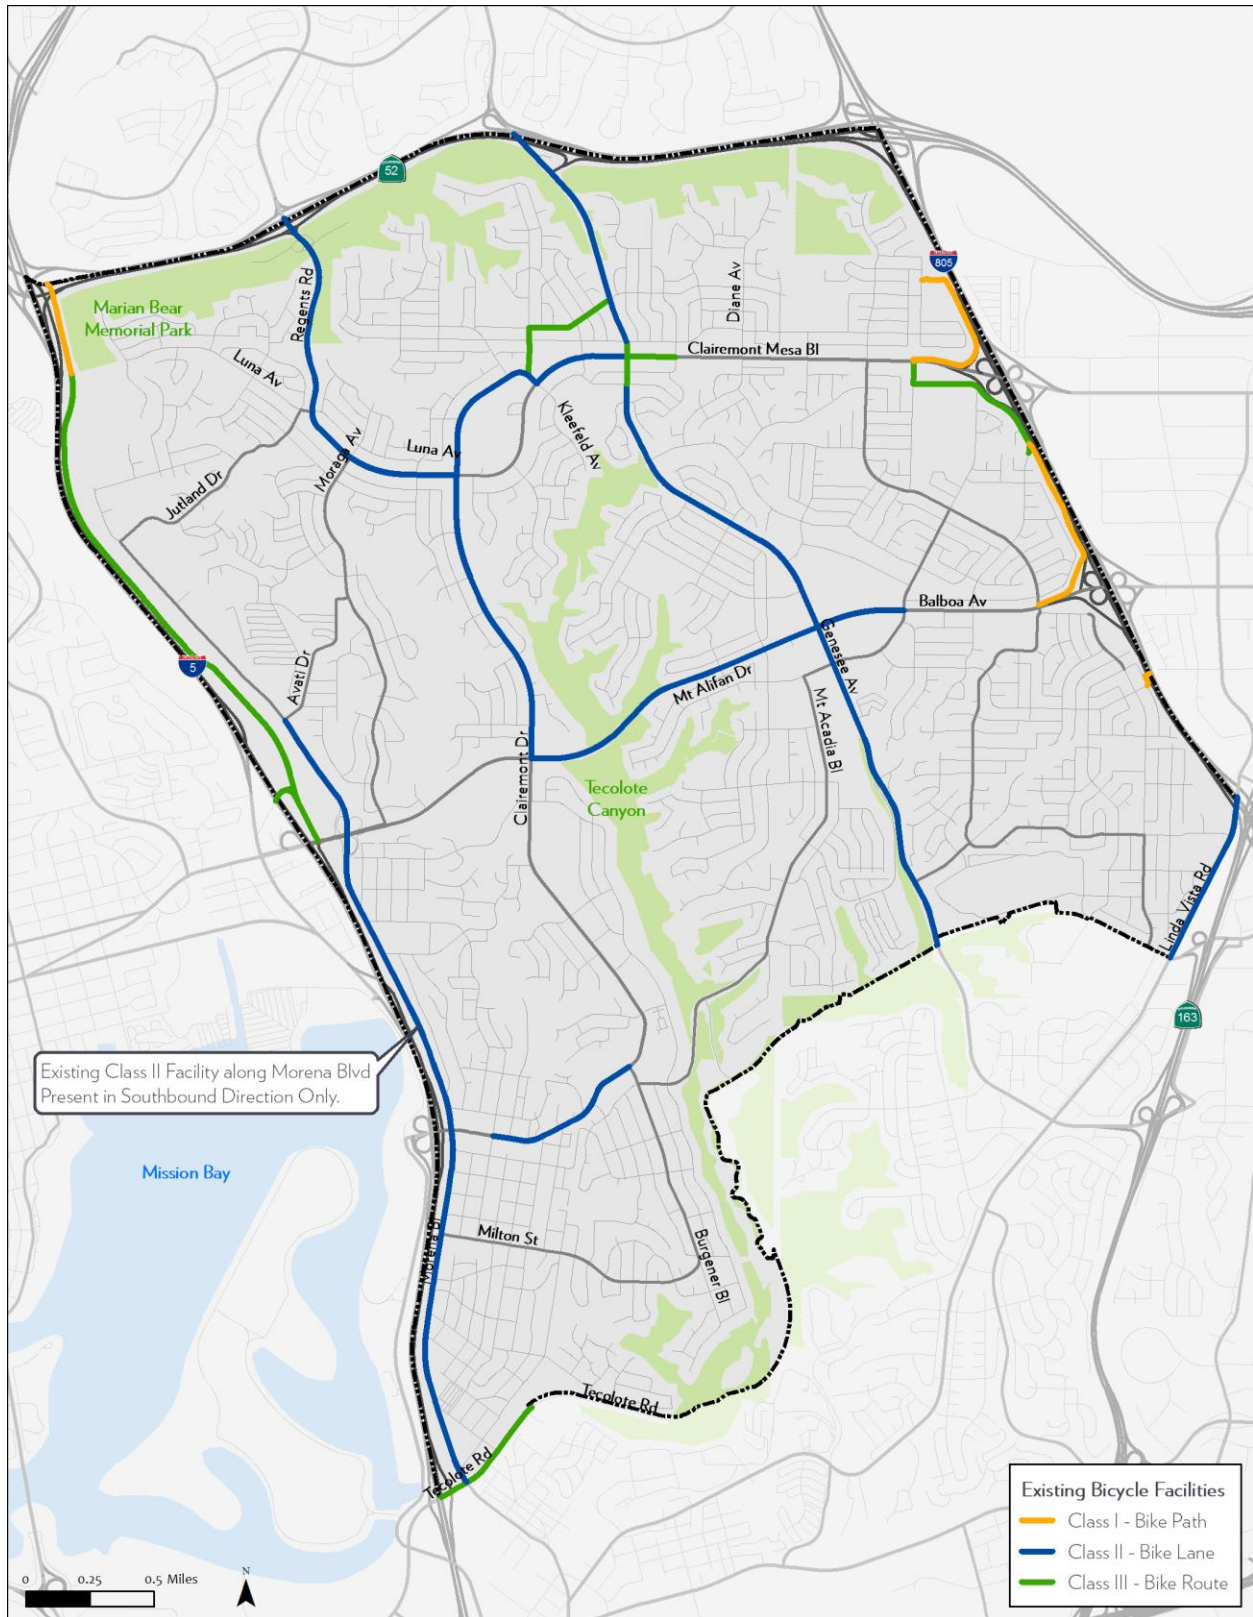 52
805
Marian Bear
Memorial Park
Regents Rd
Diane Av
Luna Av
Clairemont Mesa Bl
Kleefeld Av
Luna Av
Moraga Av
Jutland Dr
Balboa Av
5
Avati Dr
Genesee Av
Mt Alifan Dr
Mt Acadia Bl
Clairemont Dr
Tecolote
Canyon
Linda Vista Rd
163
Existing Class II Facility along Morena Blvd
Present in Southbound Direction Only.
Mission Bay
Morena Bl
Milton St
Burgener Bl
Tecolote Rd
Tecolote Rd
Existing Bicycle Facilities
Class I - Bike Path
Class II - Bike Lane
Class III - Bike Route
0 0.25 0.5 Miles
N